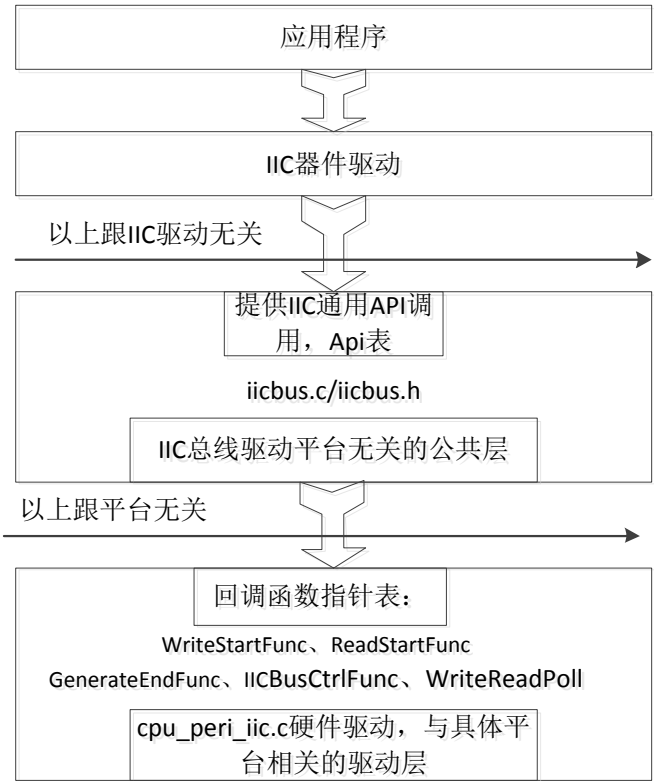 应用程序
IIC器件驱动
以上跟IIC驱动无关
提供IIC通用API调
用，Api表
iicbus.c/iicbus.h
IIC总线驱动平台无关的公共层
以上跟平台无关
回调函数指针表：
WriteStartFunc、ReadStartFunc
GenerateEndFunc、IICBusCtrlFunc、WriteReadPoll
cpu_peri_iic.c硬件驱动，与具体平
台相关的驱动层